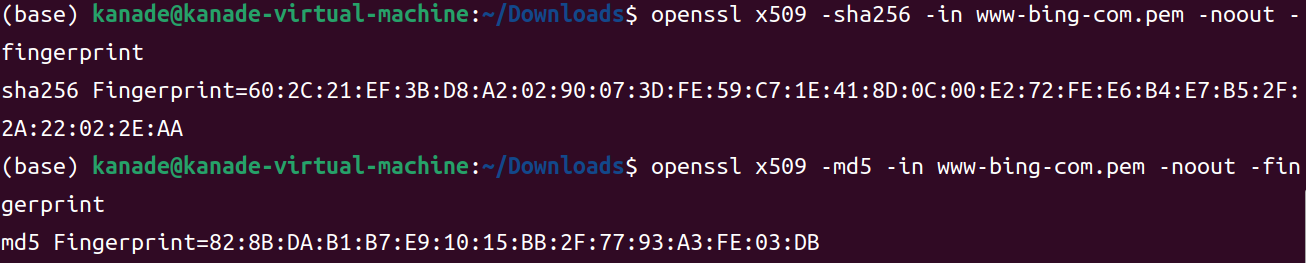 (base) kanade@kanade-virtual-machine:~/Downloads$ openssl x509 -sha256 -in www-bing-com.pem -noout -
fingerprint
sha256 Fingerprint=60:2C:21:EF:3B:D8:A2:02:90:07:3D:FE:59:C7:1E:41:8D:0C:00:E2:72:FE:E6:B4:E7:B5:2F:
2A:22:02:2E:AA
(base) kanade@kanade-virtual-machine:~/Downloads$ openssl x509 -md5 -in www-bing-com.pem -noout -fin
gerprint
md5 Fingerprint=82:8B:DA:B1:B7:E9:10:15:BB:2F:77:93:A3:FE:03:DB